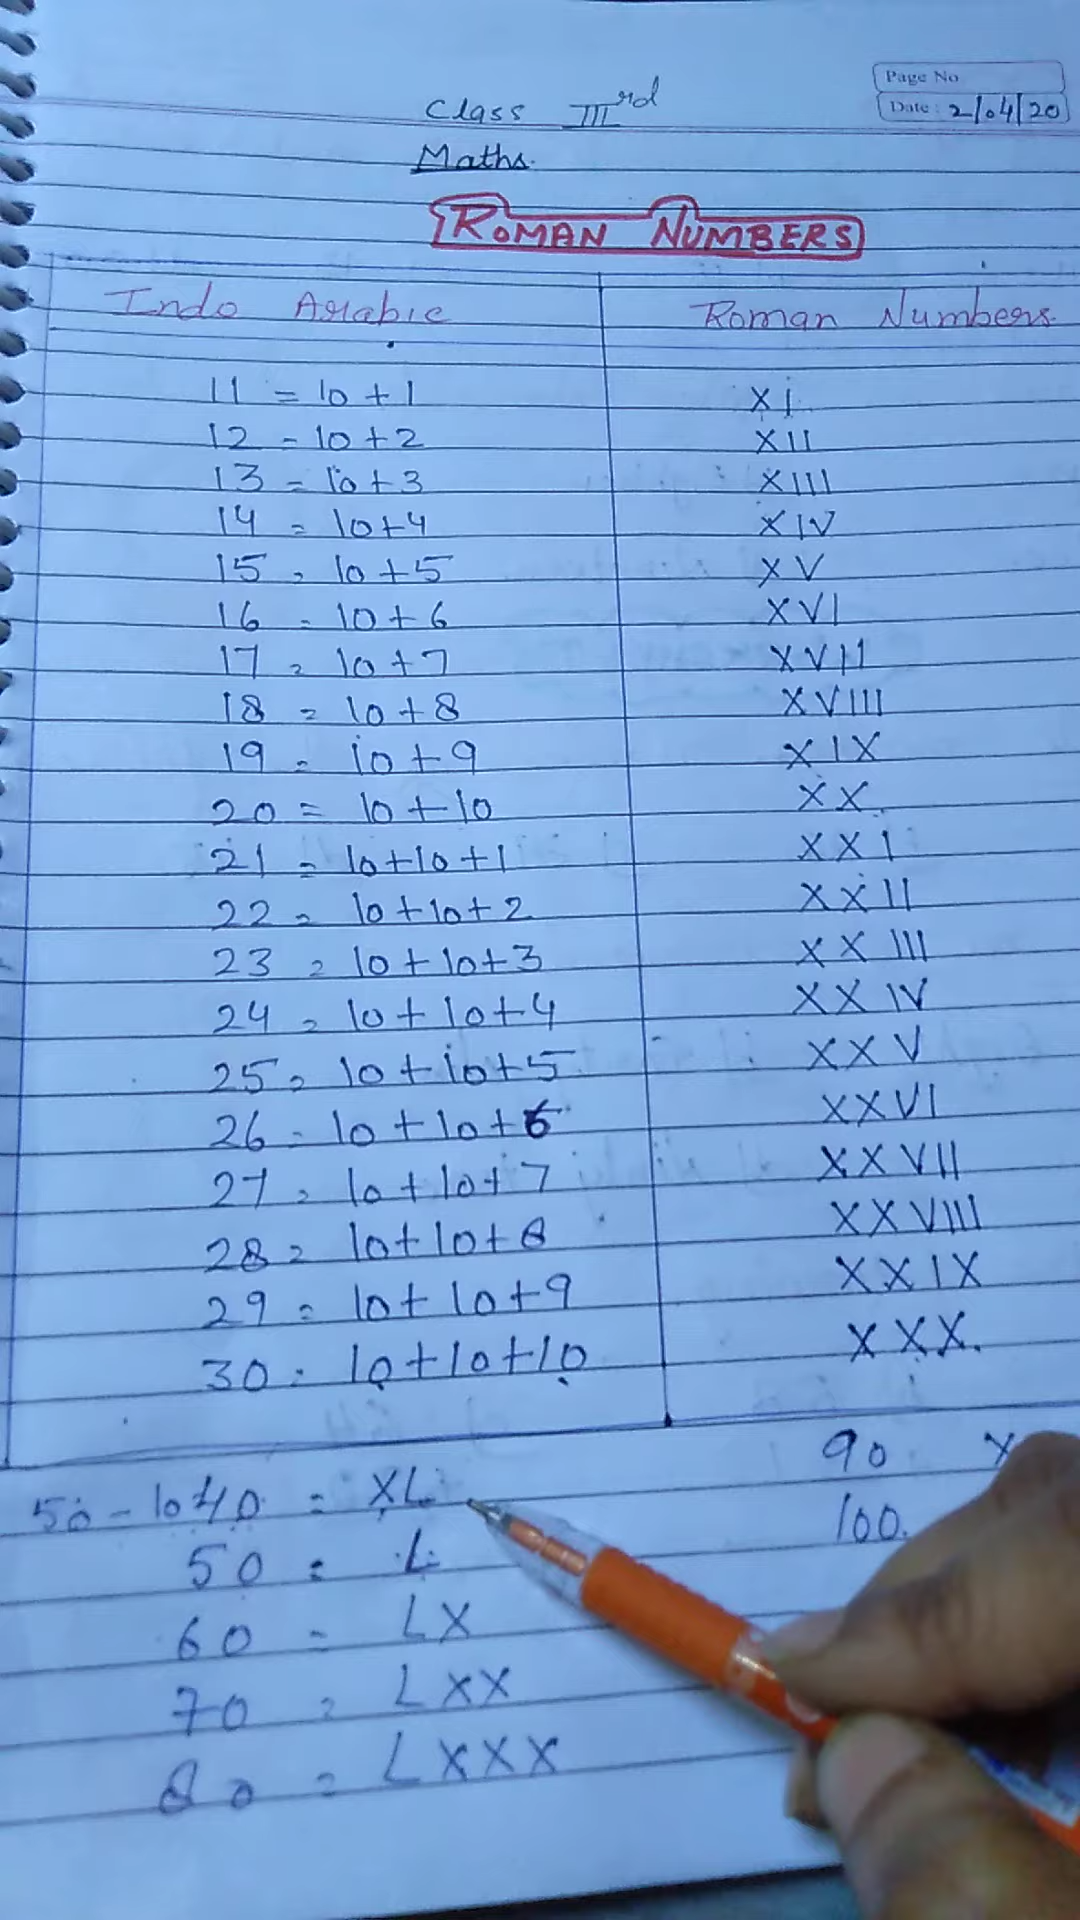 Page No
Class IIIrd
Date : 2/04/20
Maths.
ROMAN NUMBERS
Indo Arabic Roman Numbers.
11 = 10 + 1 XI
12 = 10 + 2 XII
13 = 10 + 3 XIII
14 = 10 + 4 XIV
15 = 10 + 5 XV
16 = 10 + 6 XVI
17 = 10 + 7 XVII
18 = 10 + 8 XVIII
19 = 10 + 9 XIX
20 = 10 + 10 XX
21 = 10 + 10 + 1 XXI
22 = 10 + 10 + 2 XXII
23 = 10 + 10 + 3 XXIII
24 = 10 + 10 + 4 XXIV
25 = 10 + 10 + 5 XXV
26 = 10 + 10 + 6 XXVI
27 = 10 + 10 + 7 XXVII
28 = 10 + 10 + 8 XXVIII
29 = 10 + 10 + 9 XXIX
30 = 10 + 10 + 10 XXX.
50 - 10 40 = XL 90 X
50 = L 100.
60 = LX
70 = LXX
80 = LXXX